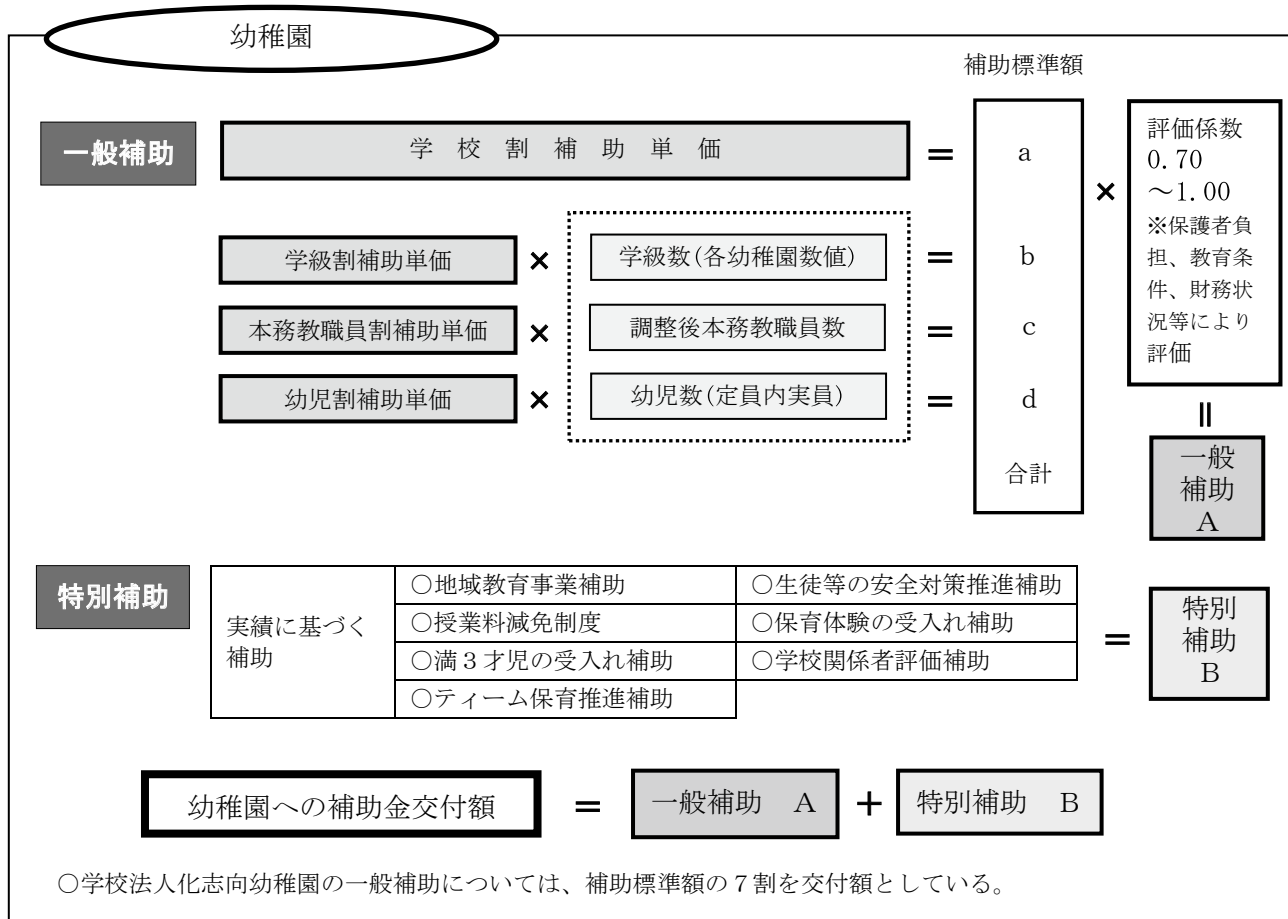 幼稚園
補助標準額
一般補助
学校割補助単価
＝
a
×
評価係数
0.70
～1.00
※保護者負
担、教育条
件、財務状
況等により
評価
学級割補助単価
×
学級数(各幼稚園数値)
＝
b
本務教職員割補助単価
×
調整後本務教職員数
＝
c
幼児割補助単価
×
幼児数(定員内実員)
＝
d
合計
＝
一般
補助
A
特別補助
実績に基づく
補助
○地域教育事業補助
○生徒等の安全対策推進補助
○授業料減免制度
○保育体験の受入れ補助
○満３才児の受入れ補助
○学校関係者評価補助
○ティーム保育推進補助
＝
特別
補助
B
幼稚園への補助金交付額
＝
一般補助　A
＋
特別補助　B
○学校法人化志向幼稚園の一般補助については、補助標準額の７割を交付額としている。